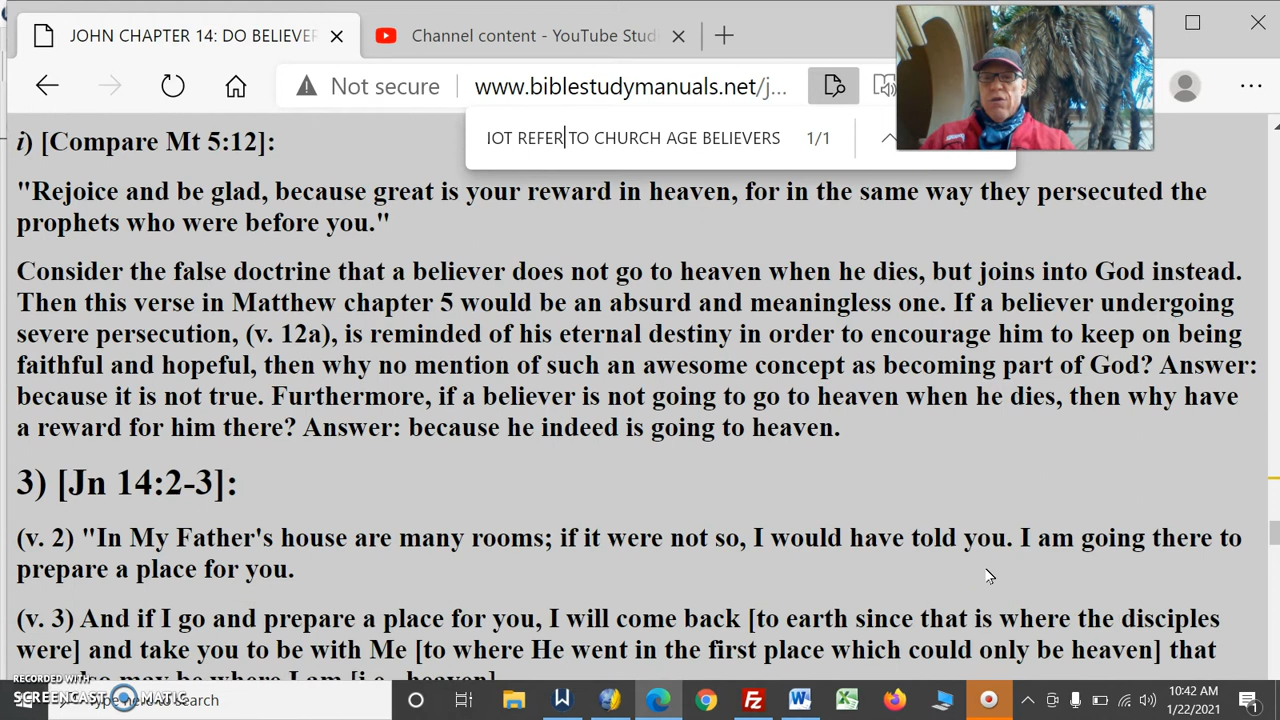 JOHN CHAPTER 14: DO BELIEVER
Channel content - YouTube Stud
Not secure
www.biblestudymanuals.net/j...
IOT REFER TO CHURCH AGE BELIEVERS 1/1
i) [Compare Mt 5:12]:
"Rejoice and be glad, because great is your reward in heaven, for in the same way they persecuted the
prophets who were before you."
Consider the false doctrine that a believer does not go to heaven when he dies, but joins into God instead.
Then this verse in Matthew chapter 5 would be an absurd and meaningless one. If a believer undergoing
severe persecution, (v. 12a), is reminded of his eternal destiny in order to encourage him to keep on being
faithful and hopeful, then why no mention of such an awesome concept as becoming part of God? Answer:
because it is not true. Furthermore, if a believer is not going to go to heaven when he dies, then why have
a reward for him there? Answer: because he indeed is going to heaven.
3) [Jn 14:2-3]:
(v. 2) "In My Father's house are many rooms; if it were not so, I would have told you. I am going there to
prepare a place for you.
(v. 3) And if I go and prepare a place for you, I will come back [to earth since that is where the disciples
were] and take you to be with Me [to where He went in the first place which could only be heaven] that
may be where I am [i.e., heaven]
RECORDED WITH
SCREENCAST MATIC
Type here to search
10:42 AM
1/22/2021
1